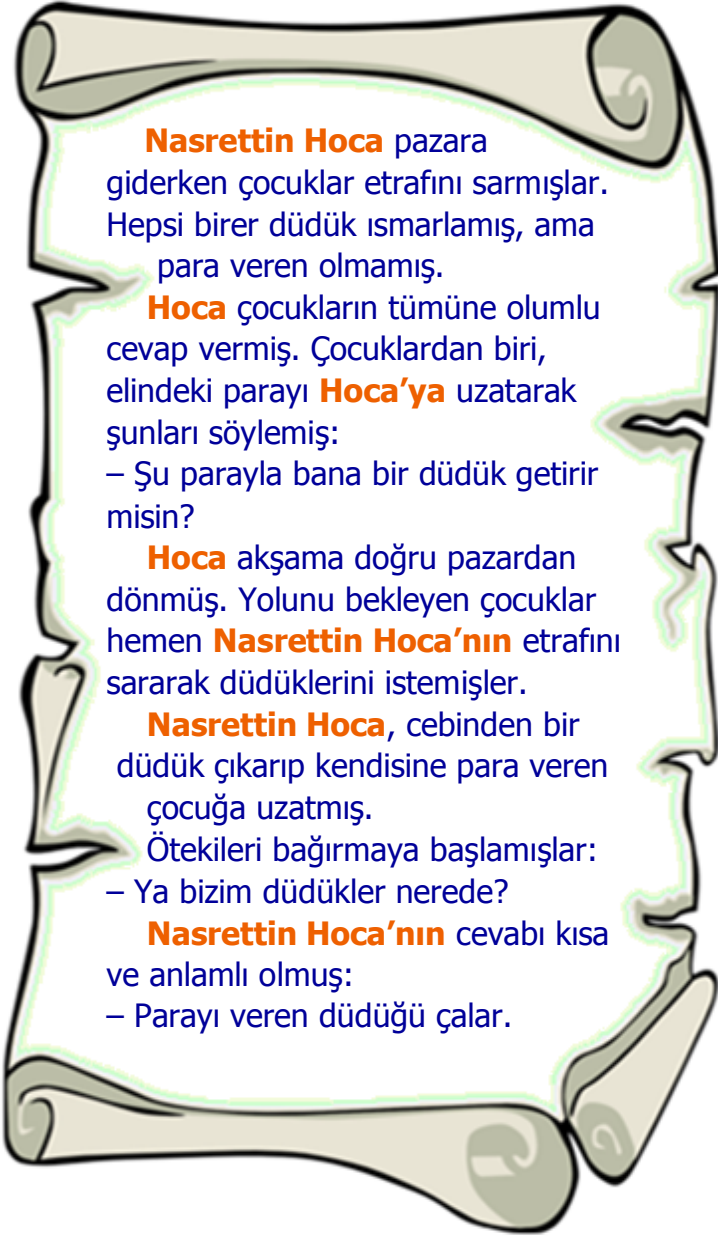 Nasrettin Hoca pazara
giderken çocuklar etrafını sarmışlar.
Hepsi birer düdük ısmarlamış, ama
para veren olmamış.
Hoca çocukların tümüne olumlu
cevap vermiş. Çocuklardan biri,
elindeki parayı Hoca’ya uzatarak
şunları söylemiş:
– Şu parayla bana bir düdük getirir
misin?
Hoca akşama doğru pazardan
dönmüş. Yolunu bekleyen çocuklar
hemen Nasrettin Hoca’nın etrafını
sararak düdüklerini istemişler.
Nasrettin Hoca, cebinden bir
düdük çıkarıp kendisine para veren
çocuğa uzatmış.
Ötekileri bağırmaya başlamışlar:
– Ya bizim düdükler nerede?
Nasrettin Hoca’nın cevabı kısa
ve anlamlı olmuş:
– Parayı veren düdüğü çalar.